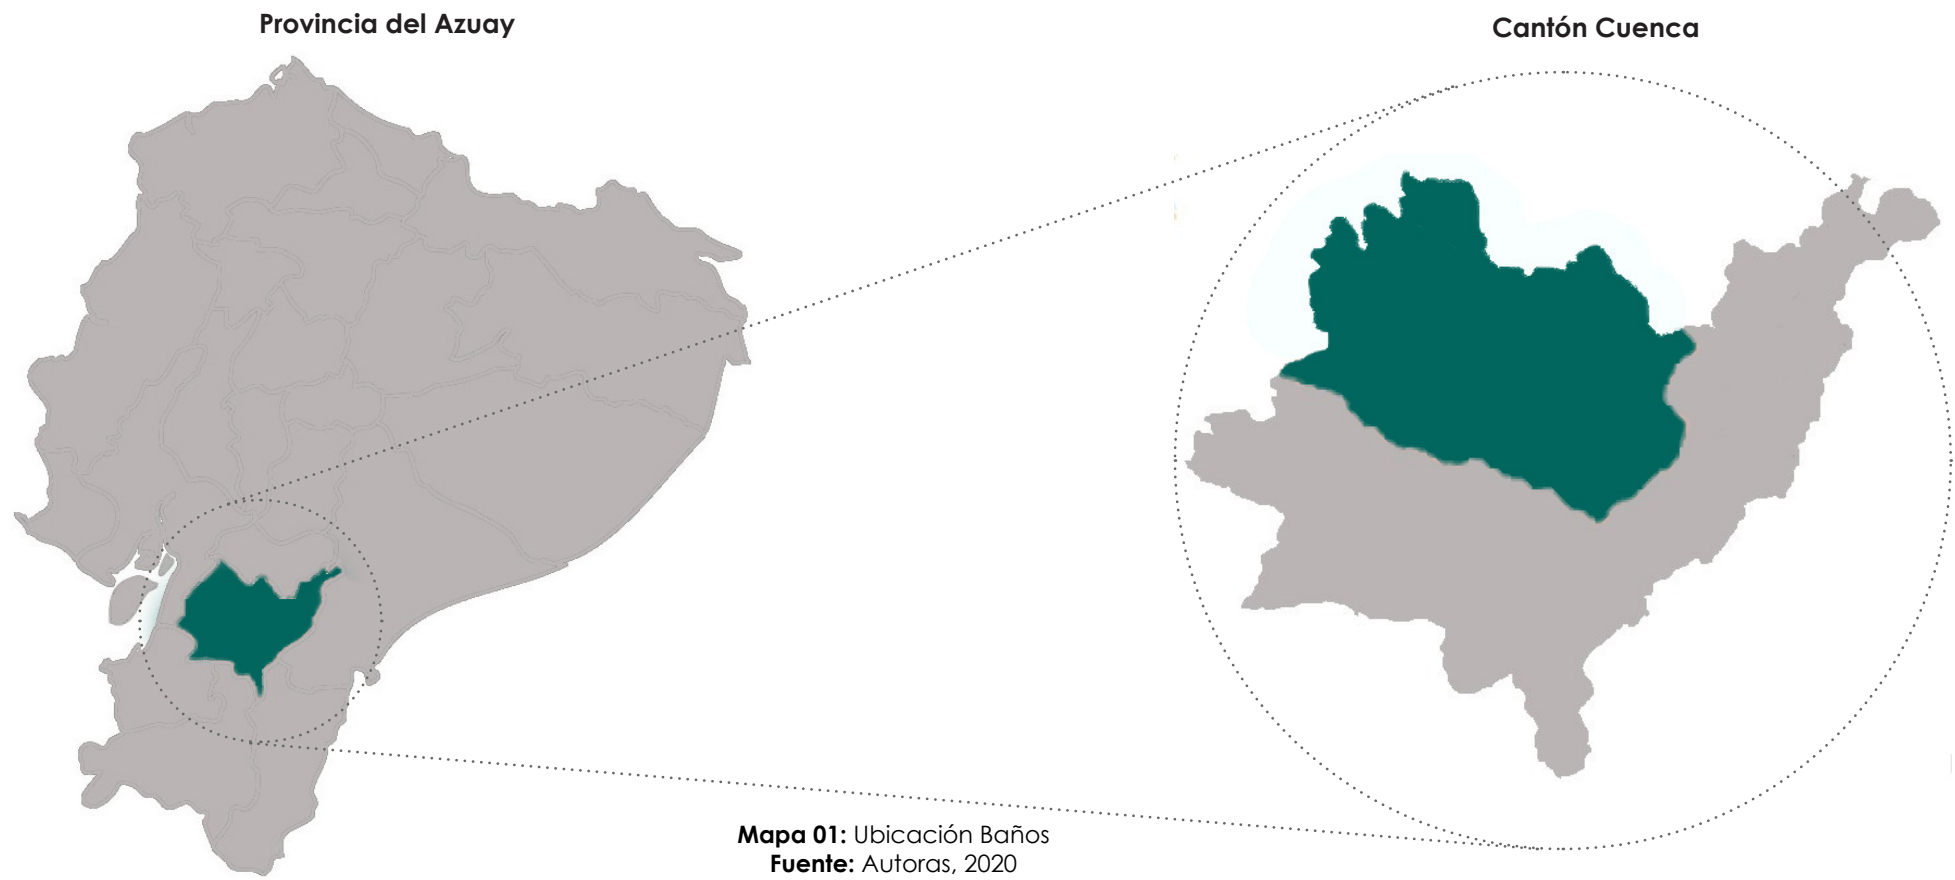 Provincia del Azuay
Cantón Cuenca
Mapa 01: Ubicación Baños
Fuente: Autoras, 2020